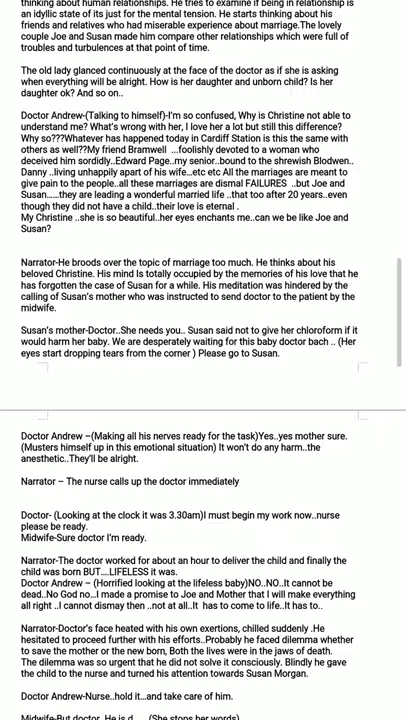 thinking about human relationships. He tries to examine if being in relationship is
an idyllic state of its just for the mental tension. He starts thinking about his
friends and relatives who had miserable experience about marriage.The lovely
couple Joe and Susan made him compare other relationships which were full of
troubles and turbulences at that point of time.
The old lady glanced continuously at the face of the doctor as if she is asking
when everything will be alright. How is her daughter and unborn child? Is her
daughter ok? And so on..
Doctor Andrew-(Talking to himself)-I'm so confused, Why is Christine not able to
understand me? What's wrong with her, I love her a lot but still this difference?
Why so???Whatever has happened today in Cardiff Station is this the same with
others as well??My friend Bramwell ...foolishly devoted to a woman who
deceived him sordidly..Edward Page..my senior..bound to the shrewish Blodwen..
Danny ..living unhappily apart of his wife...etc etc All the marriages are meant to
give pain to the people..all these marriages are dismal FAILURES ..but Joe and
Susan.....they are leading a wonderful married life ..that too after 20 years..even
though they did not have a child..their love is eternal .
My Christine ..she is so beautiful..her eyes enchants me..can we be like Joe and
Susan?
Narrator-He broods over the topic of marriage too much. He thinks about his
beloved Christine. His mind Is totally occupied by the memories of his love that he
has forgotten the case of Susan for a while. His meditation was hindered by the
calling of Susan's mother who was instructed to send doctor to the patient by the
midwife.
Susan's mother-Doctor..She needs you.. Susan said not to give her chloroform if it
would harm her baby. We are desperately waiting for this baby doctor bach .. (Her
eyes start dropping tears from the corner ) Please go to Susan.
Doctor Andrew –(Making all his nerves ready for the task)Yes..yes mother sure.
(Musters himself up in this emotional situation) It won't do any harm..the
anesthetic..They'll be alright.
Narrator – The nurse calls up the doctor immediately
Doctor- (Looking at the clock it was 3.30am)I must begin my work now..nurse
please be ready.
Midwife-Sure doctor I'm ready.
Narrator-The doctor worked for about an hour to deliver the child and finally the
child was born BUT....LIFELESS it was.
Doctor Andrew – (Horrified looking at the lifeless baby)NO..NO..It cannot be
dead..No God no...I made a promise to Joe and Mother that I will make everything
all right ..I cannot dismay then ..not at all..It has to come to life..It has to..
Narrator-Doctor's face heated with his own exertions, chilled suddenly .He
hesitated to proceed further with his efforts..Probably he faced dilemma whether
to save the mother or the new born, Both the lives were in the jaws of death.
The dilemma was so urgent that he did not solve it consciously. Blindly he gave
the child to the nurse and turned his attention towards Susan Morgan.
Doctor Andrew-Nurse..hold it...and take care of him.
Midwife-But doctor, He is d..... (She stops her words)